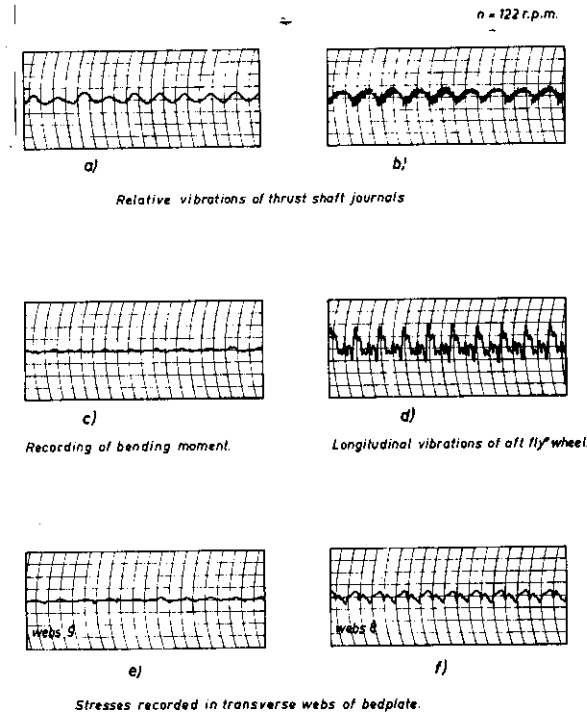 n = 122 r.p.m.
a)
b)
Relative vibrations of thrust shaft journals
c)
d)
Recording of bending moment.
Longitudinal vibrations of aft fly wheel.
webs 9
webs 8
e)
f)
Stresses recorded in transverse webs of bedplate.